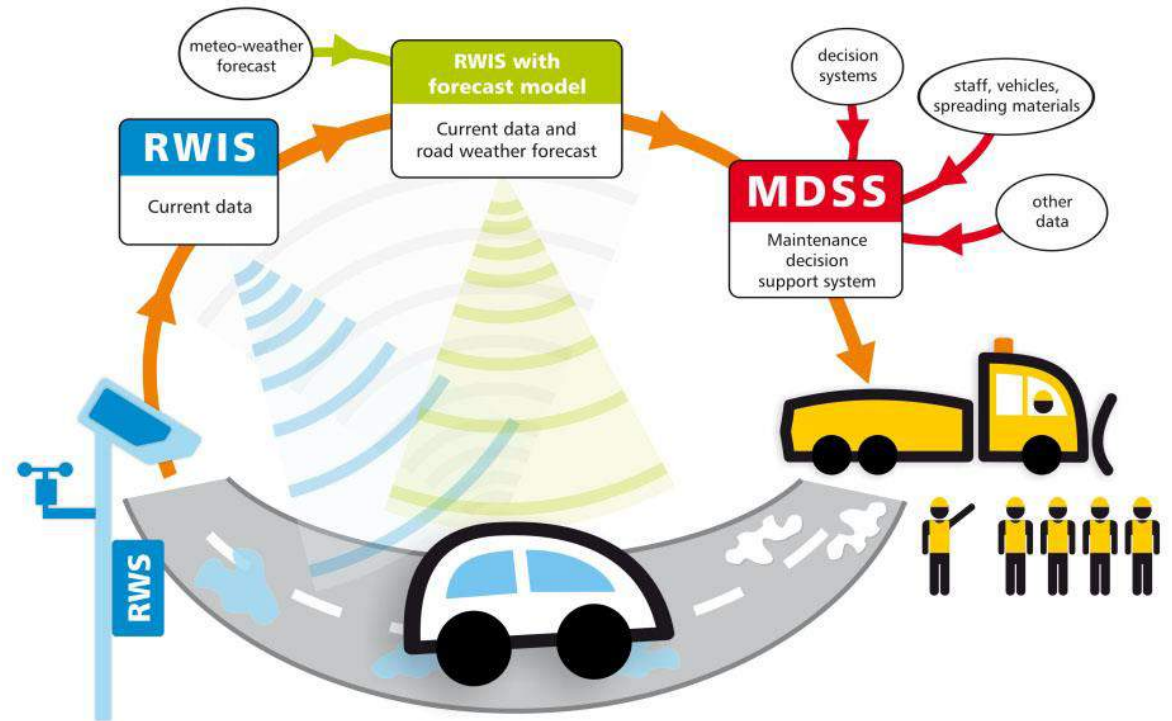 meteo-weather
forecast
RWIS with
forecast model
Current data and
road weather forecast
decision
systems
staff, vehicles,
spreading materials
RWIS
Current data
MDSS
Maintenance
decision
support system
other
data
RWS